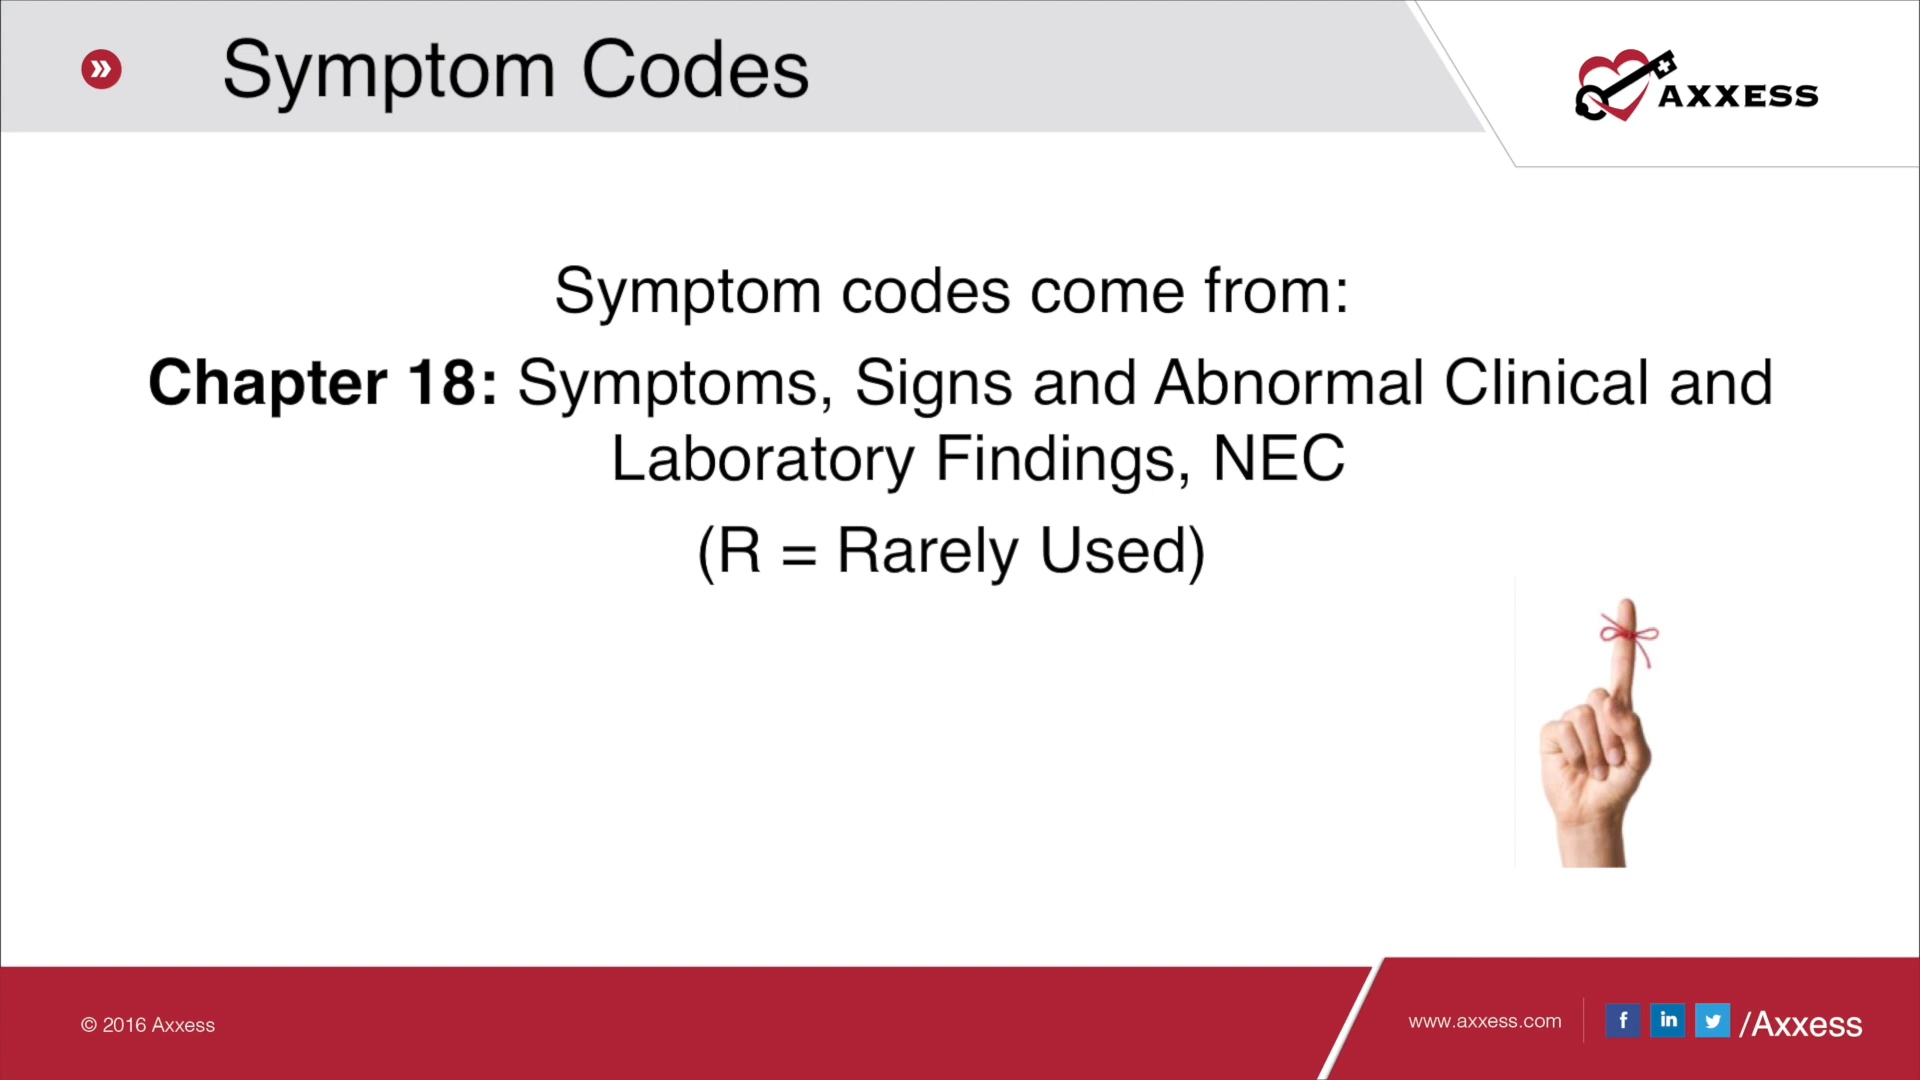 Symptom Codes
AXXESS
Symptom codes come from:
Chapter 18: Symptoms, Signs and Abnormal Clinical and
Laboratory Findings, NEC
(R = Rarely Used)
© 2016 Axxess
www.axxess.com
f in /Axxess